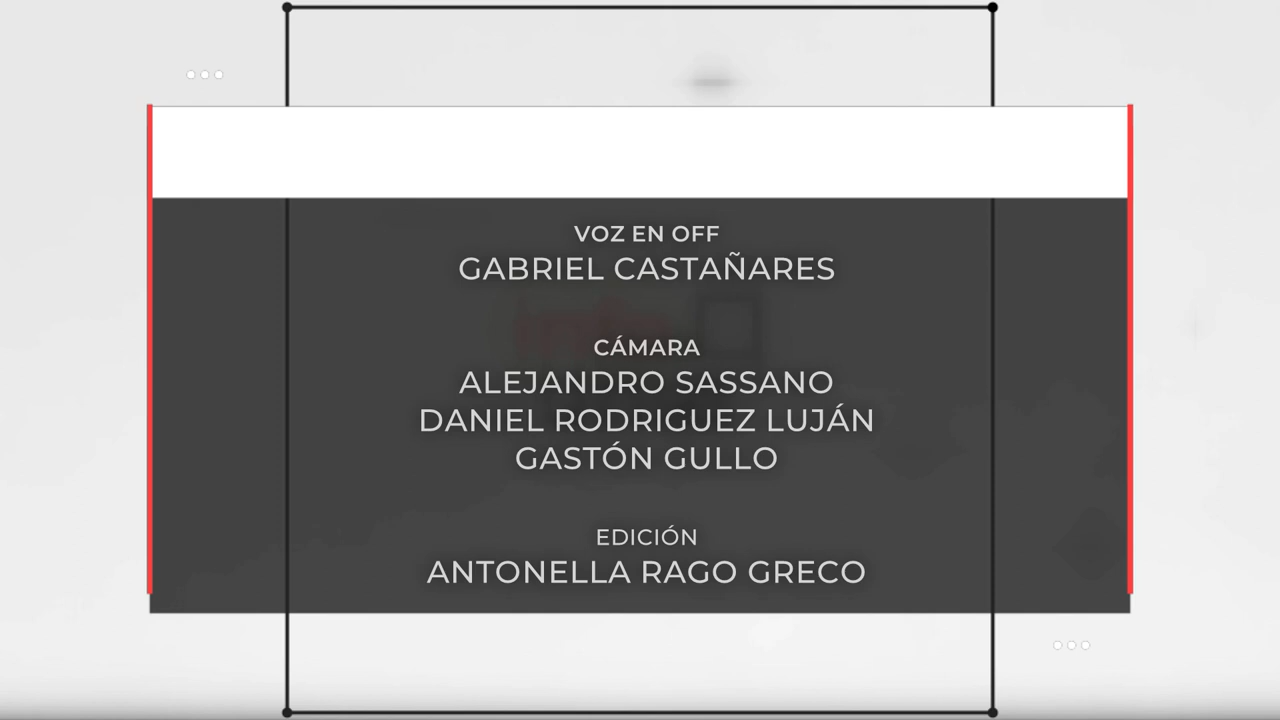 VOZ EN OFF
GABRIEL CASTAÑARES
CÁMARA
ALEJANDRO SASSANO
DANIEL RODRIGUEZ LUJÁN
GASTÓN GULLO
EDICIÓN
ANTONELLA RAGO GRECO